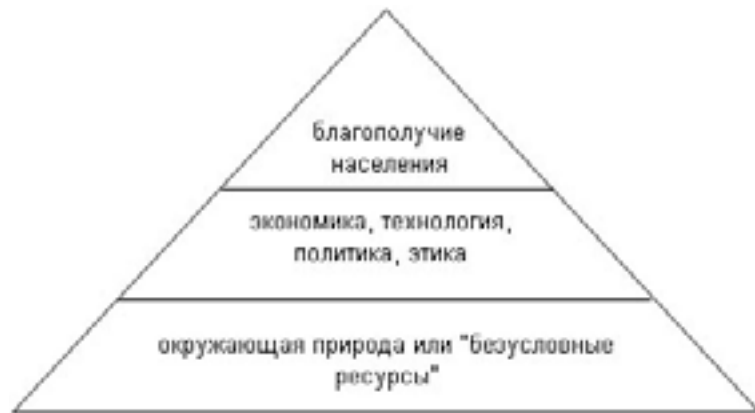 благополучие
населения
экономика, технология,
политика, этика
окружающая природа или "безусловные
ресурсы"